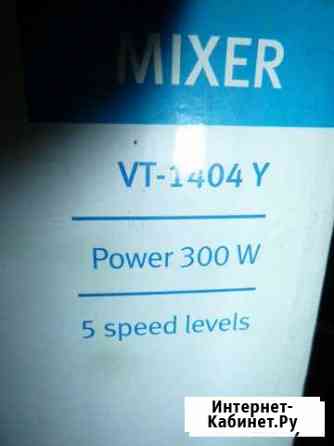 MIXER
VT-1404 Y
Power 300 W
5 speed levels
Интернет-
Кабинет.Ру